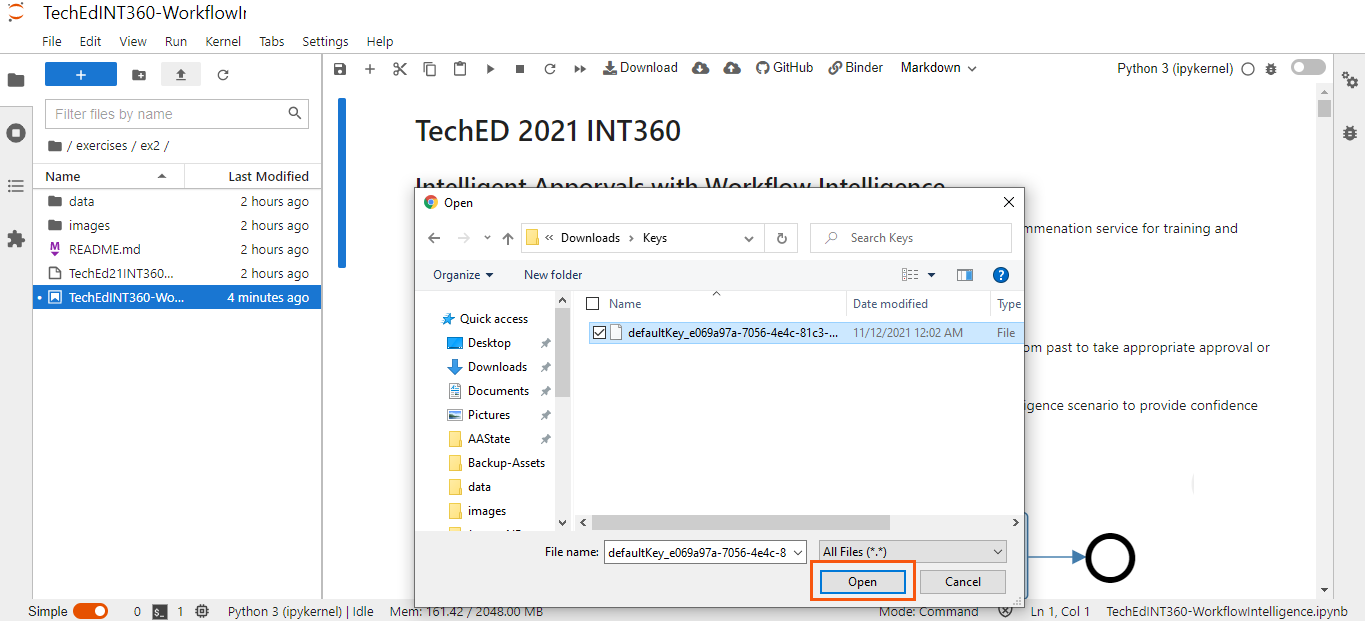 TechEdINT360-WorkflowIr
File Edit View Run Kernel Tabs Settings Help
Download GitHub Binder Markdown Python 3 (ipykernel)
Filter files by name
/ exercises / ex2 /
Name Last Modified
data 2 hours ago
images 2 hours ago
README.md 2 hours ago
TechEd21INT360... 2 hours ago
TechEdINT360-Wo... 4 minutes ago
TechED 2021 INT360
Intelligent Apporvals with Workflow Intelligence
mmenation service for training and
om past to take appropriate approval or
ligence scenario to provide confidence
Open
« Downloads › Keys
Search Keys
Organize New folder
Name Date modified Type
defaultKey_e069a97a-7056-4e4c-81c3-... 11/12/2021 12:02 AM File
Quick access
Desktop
Downloads
Documents
Pictures
AAState
Backup-Assets
data
images
File name: defaultKey_e069a97a-7056-4e4c-8 All Files (*.*)
Open Cancel
Simple 0 1 Python 3 (ipykernel) | Idle Mem: 161.42 / 2048.00 MB Mode: Command Ln 1, Col 1 TechEdINT360-WorkflowIntelligence.ipynb